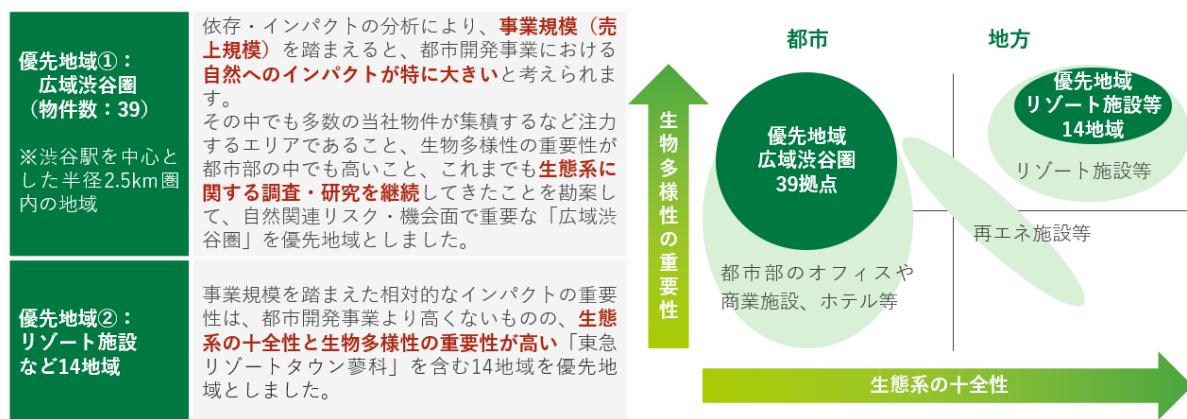 優先地域①：
広域渋谷圏
（物件数：39）
※渋谷駅を中心と
した半径2.5km圏
内の地域
依存・インパクトの分析により、事業規模（売
上規模）を踏まえると、都市開発事業における
自然へのインパクトが特に大きいと考えられま
す。
その中でも多数の当社物件が集積するなど注力
するエリアであること、生物多様性の重要性が
都市部の中でも高いこと、これまでも生態系に
関する調査・研究を継続してきたことを勘案し
て、自然関連リスク・機会面で重要な「広域渋
谷圏」を優先地域としました。
優先地域②：
リゾート施設
など14地域
事業規模を踏まえた相対的なインパクトの重要
性は、都市開発事業より高くないものの、生態
系の十全性と生物多様性の重要性が高い「東急
リゾートタウン蓼科」を含む14地域を優先地
域としました。
都市
地方
生物多様性の重要性
優先地域
広域渋谷圏
39拠点
都市部のオフィスや
商業施設、ホテル等
優先地域
リゾート施設等
14地域
リゾート施設等
再エネ施設等
生態系の十全性